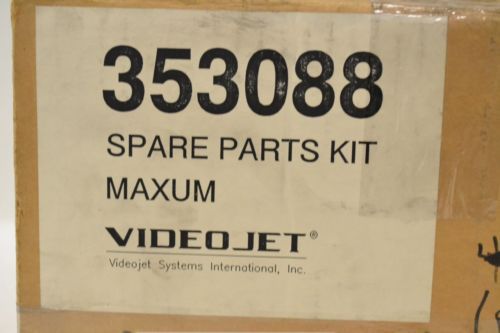 353088
SPARE PARTS KIT
MAXUM
VIDEOJET®
Videojet Systems International, Inc.